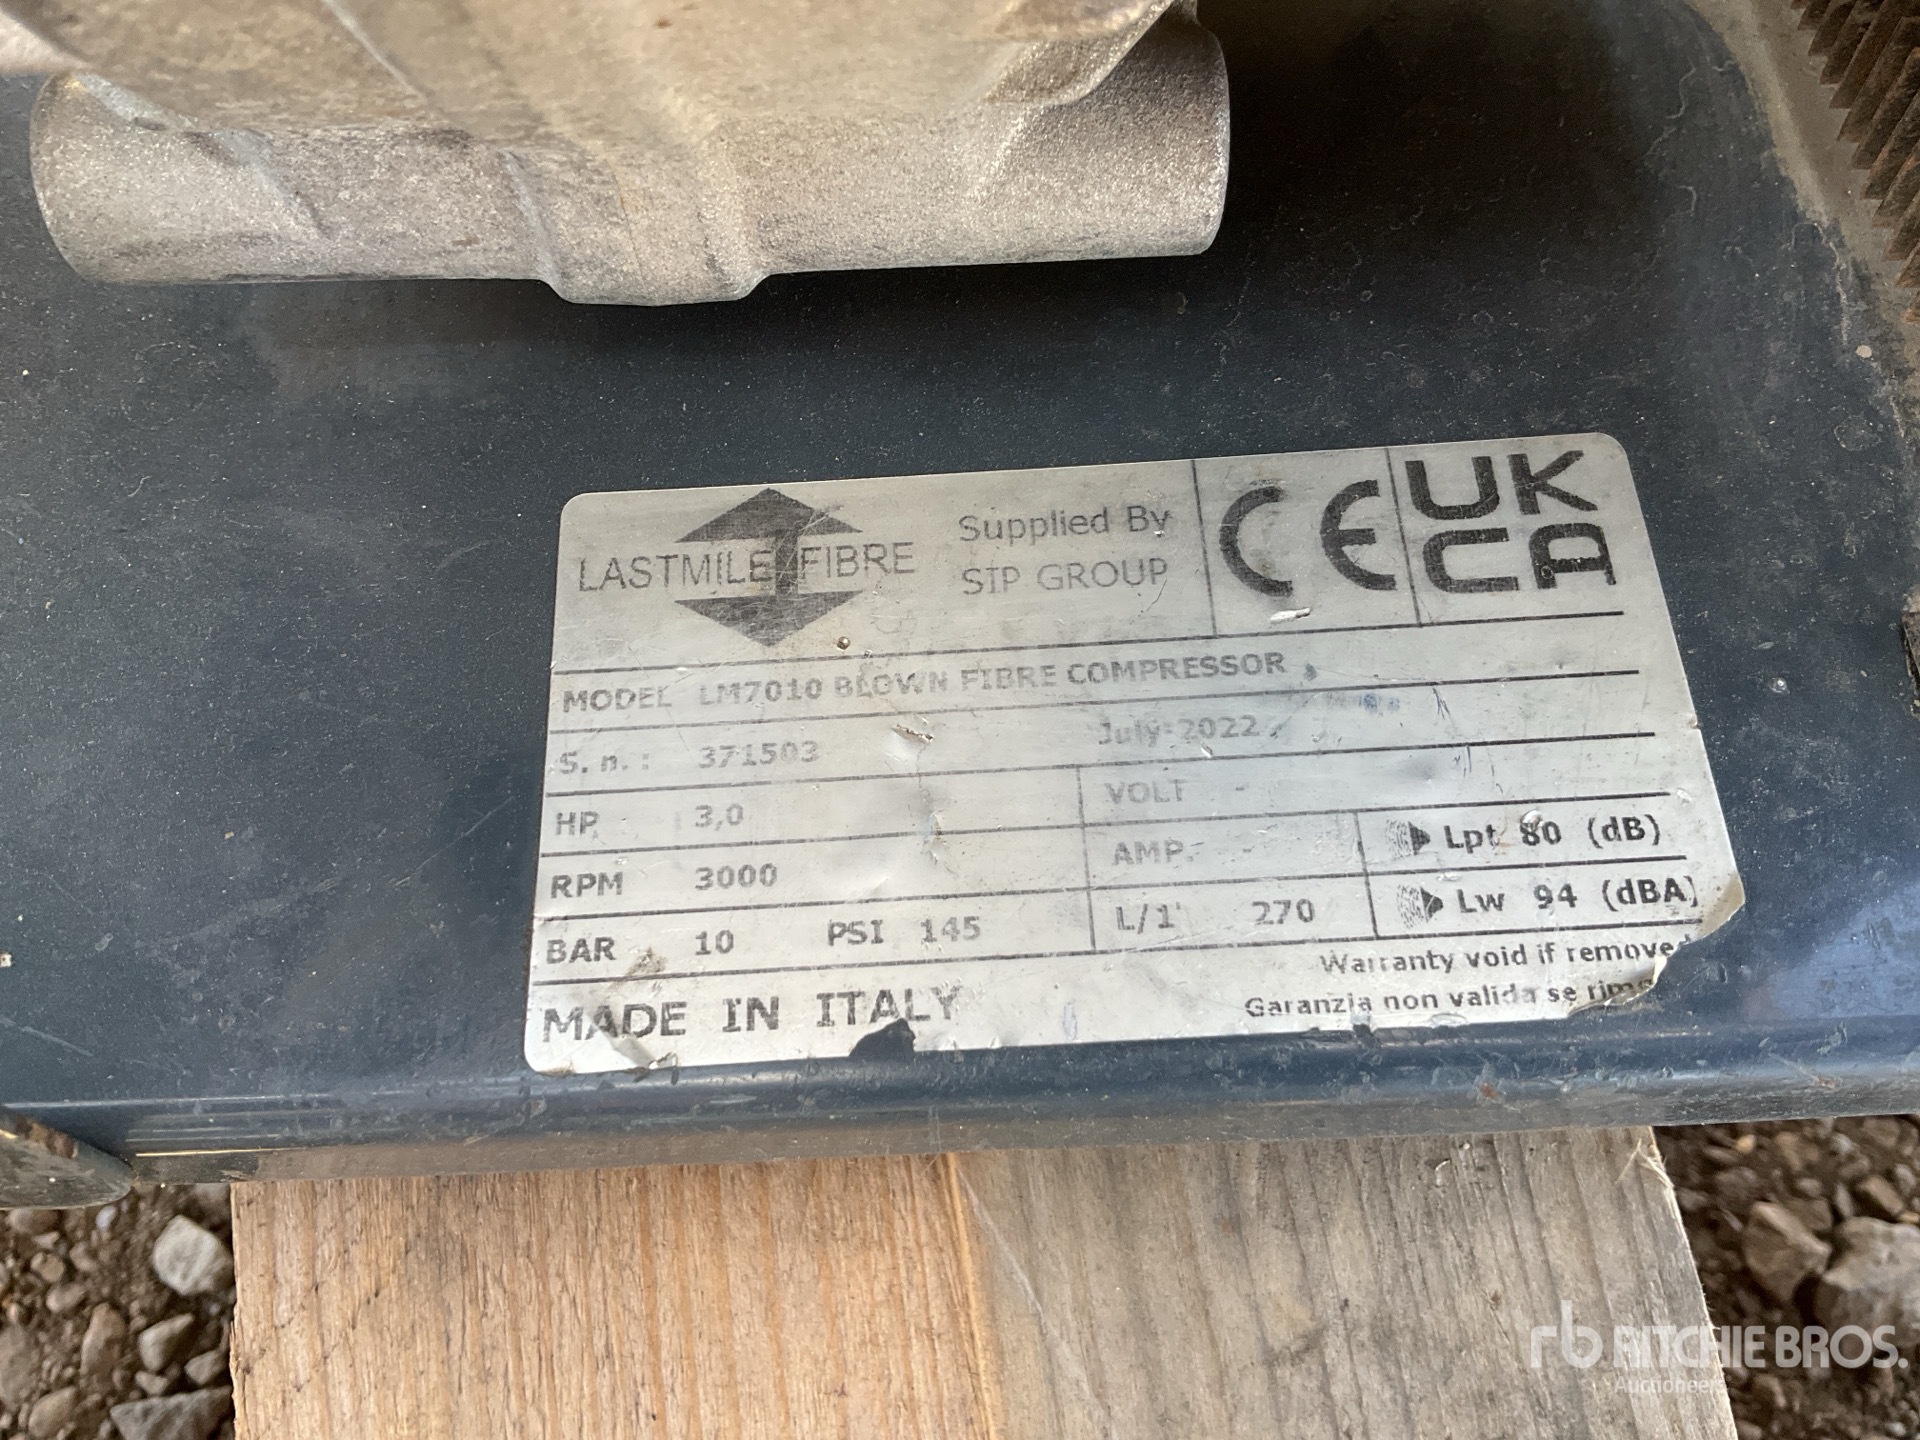 LASTMILE FIBRE
Supplied By
SIP GROUP
CE
UK
CA
MODEL LM7010 BLOWN FIBRE COMPRESSOR
S.n.: 371503 July 2022
HP 3,0 VOLT -
RPM 3000 AMP. - Lpt 80 (dB)
BAR 10 PSI 145 L/1' 270 Lw 94 (dBA)
MADE IN ITALY
Warranty void if removed
Garanzia non valida se
rb RITCHIE BROS.
Auctioneers